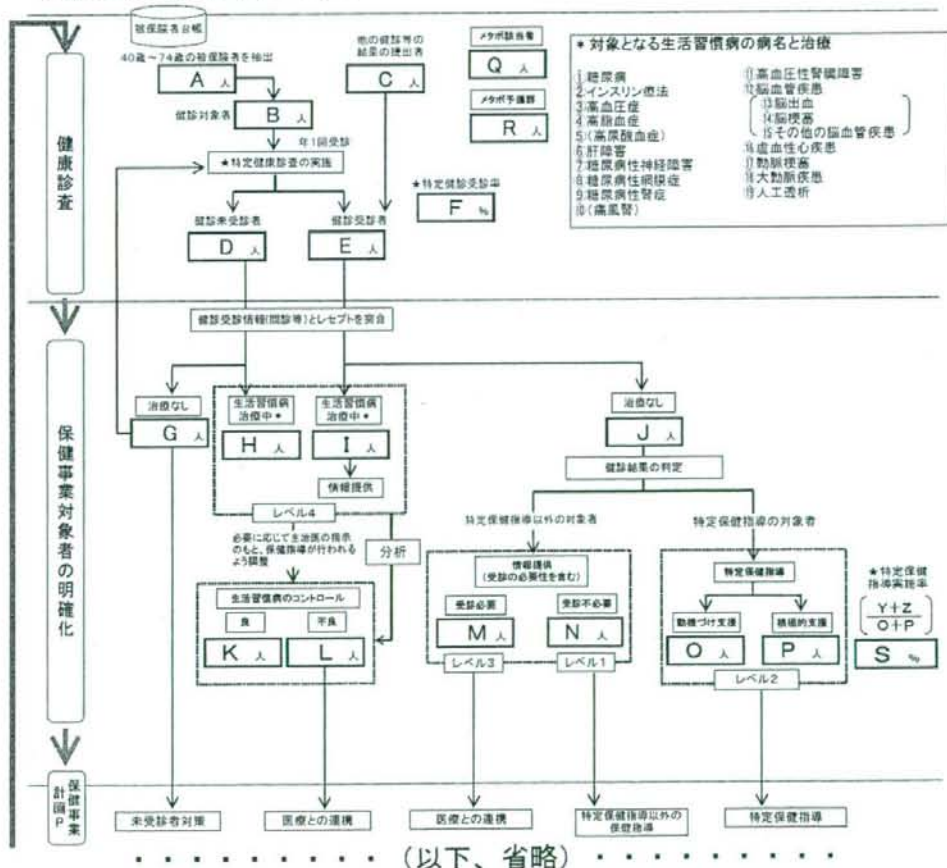 被保険者台帳
40歳~74歳の被保険者を抽出
A 人
健診対象者
B 人
他の健診等の
結果の提出者
C 人
年1回受診
★特定健康診査の実施
健診未受診者
D 人
健診受診者
E 人
★特定健診受診率
F %
メタボ該当者
Q 人
メタボ予備群
R 人
* 対象となる生活習慣病の病名と治療
①糖尿病
②インスリン療法
③高血圧症
④高脂血症
⑤(高尿酸血症)
⑥肝障害
⑦糖尿病性神経障害
⑧糖尿病性網膜症
⑨糖尿病性腎症
⑩(痛風腎)
⑪高血圧性腎臓障害
⑫脳血管疾患
⑬脳出血
⑭脳梗塞
⑮その他の脳血管疾患
⑯虚血性心疾患
⑰動脈梗塞
⑱大動脈疾患
⑲人工透析
健康診査
健診受診情報(問診等)とレセプトを突合
治療なし
G 人
生活習慣病
治療中*
H 人
生活習慣病
治療中*
I 人
情報提供
レベル4
治療なし
J 人
健診結果の判定
必要に応じて主治医の指示
のもと、保健指導が行われる
よう調整
分析
生活習慣病のコントロール
良
K 人
不良
L 人
特定保健指導以外の対象者
情報提供
(受診の必要性を含む)
受診必要
M 人
受診不必要
N 人
レベル3
レベル1
特定保健指導の対象者
特定保健指導
動機づけ支援
O 人
積極的支援
P 人
レベル2
★特定保健
指導実施率
Y+Z
O+P
S %
保健事業対象者の明確化
保健事業
計画P
未受診者対策
医療との連携
医療との連携
特定保健指導以外の
保健指導
特定保健指導
・・・・・・・・・・(以下、省略)・・・・・・・・・・